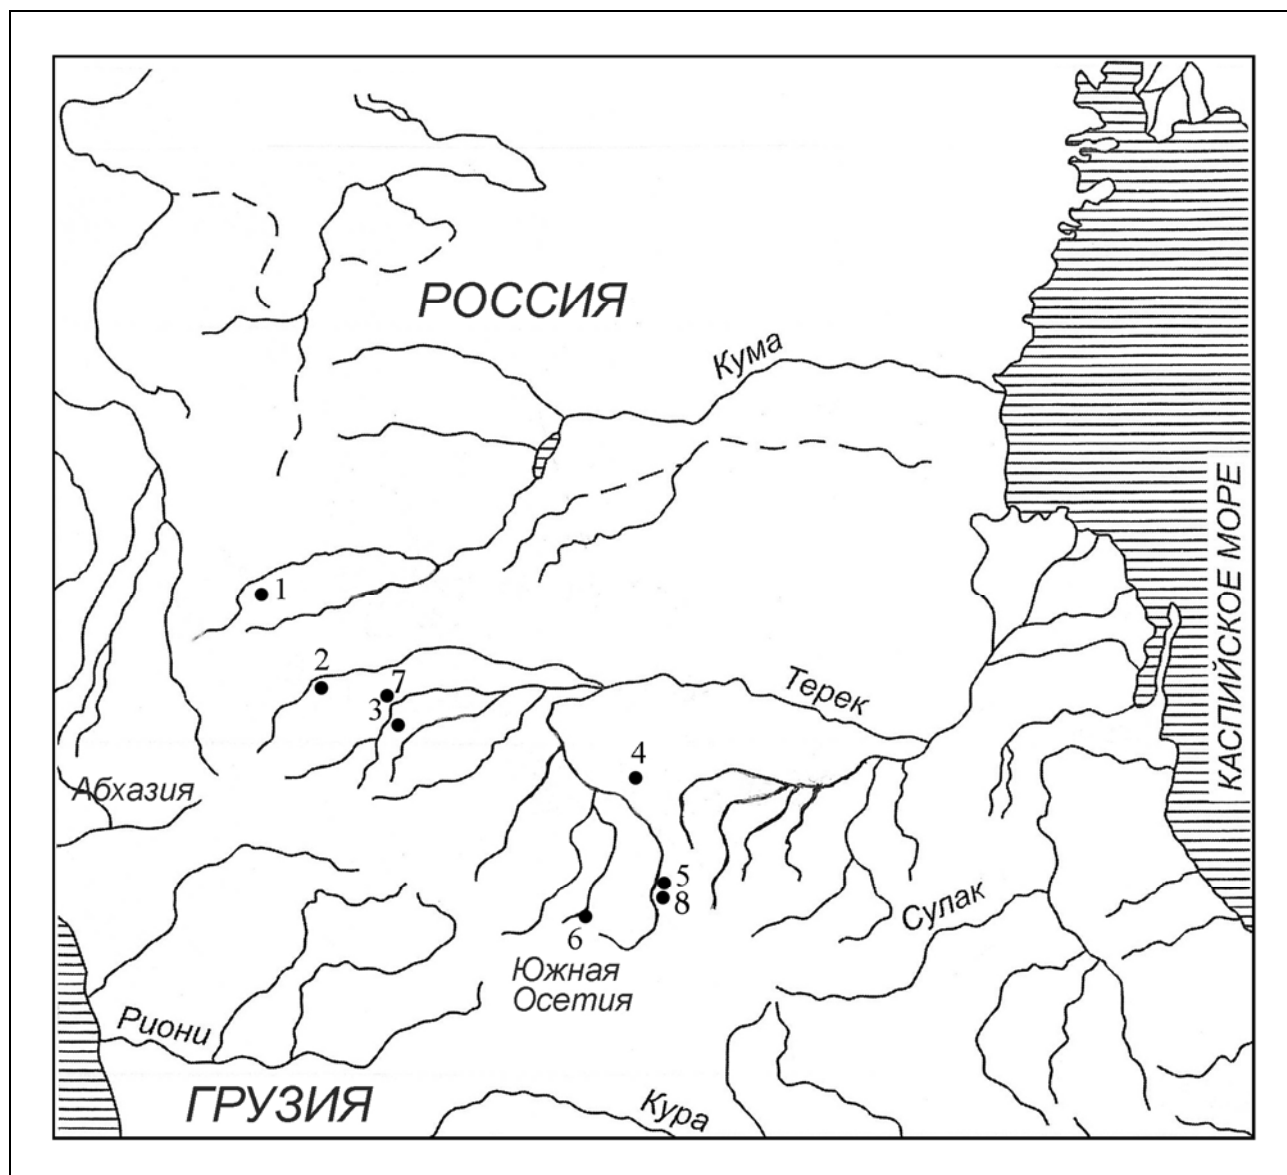 РОССИЯ
Кума
КАСПИЙСКОЕ МОРЕ
1
2
7
3
Терек
4
Абхазия
5
8
Сулак
6
Южная
Осетия
Риони
ГРУЗИЯ
Кура